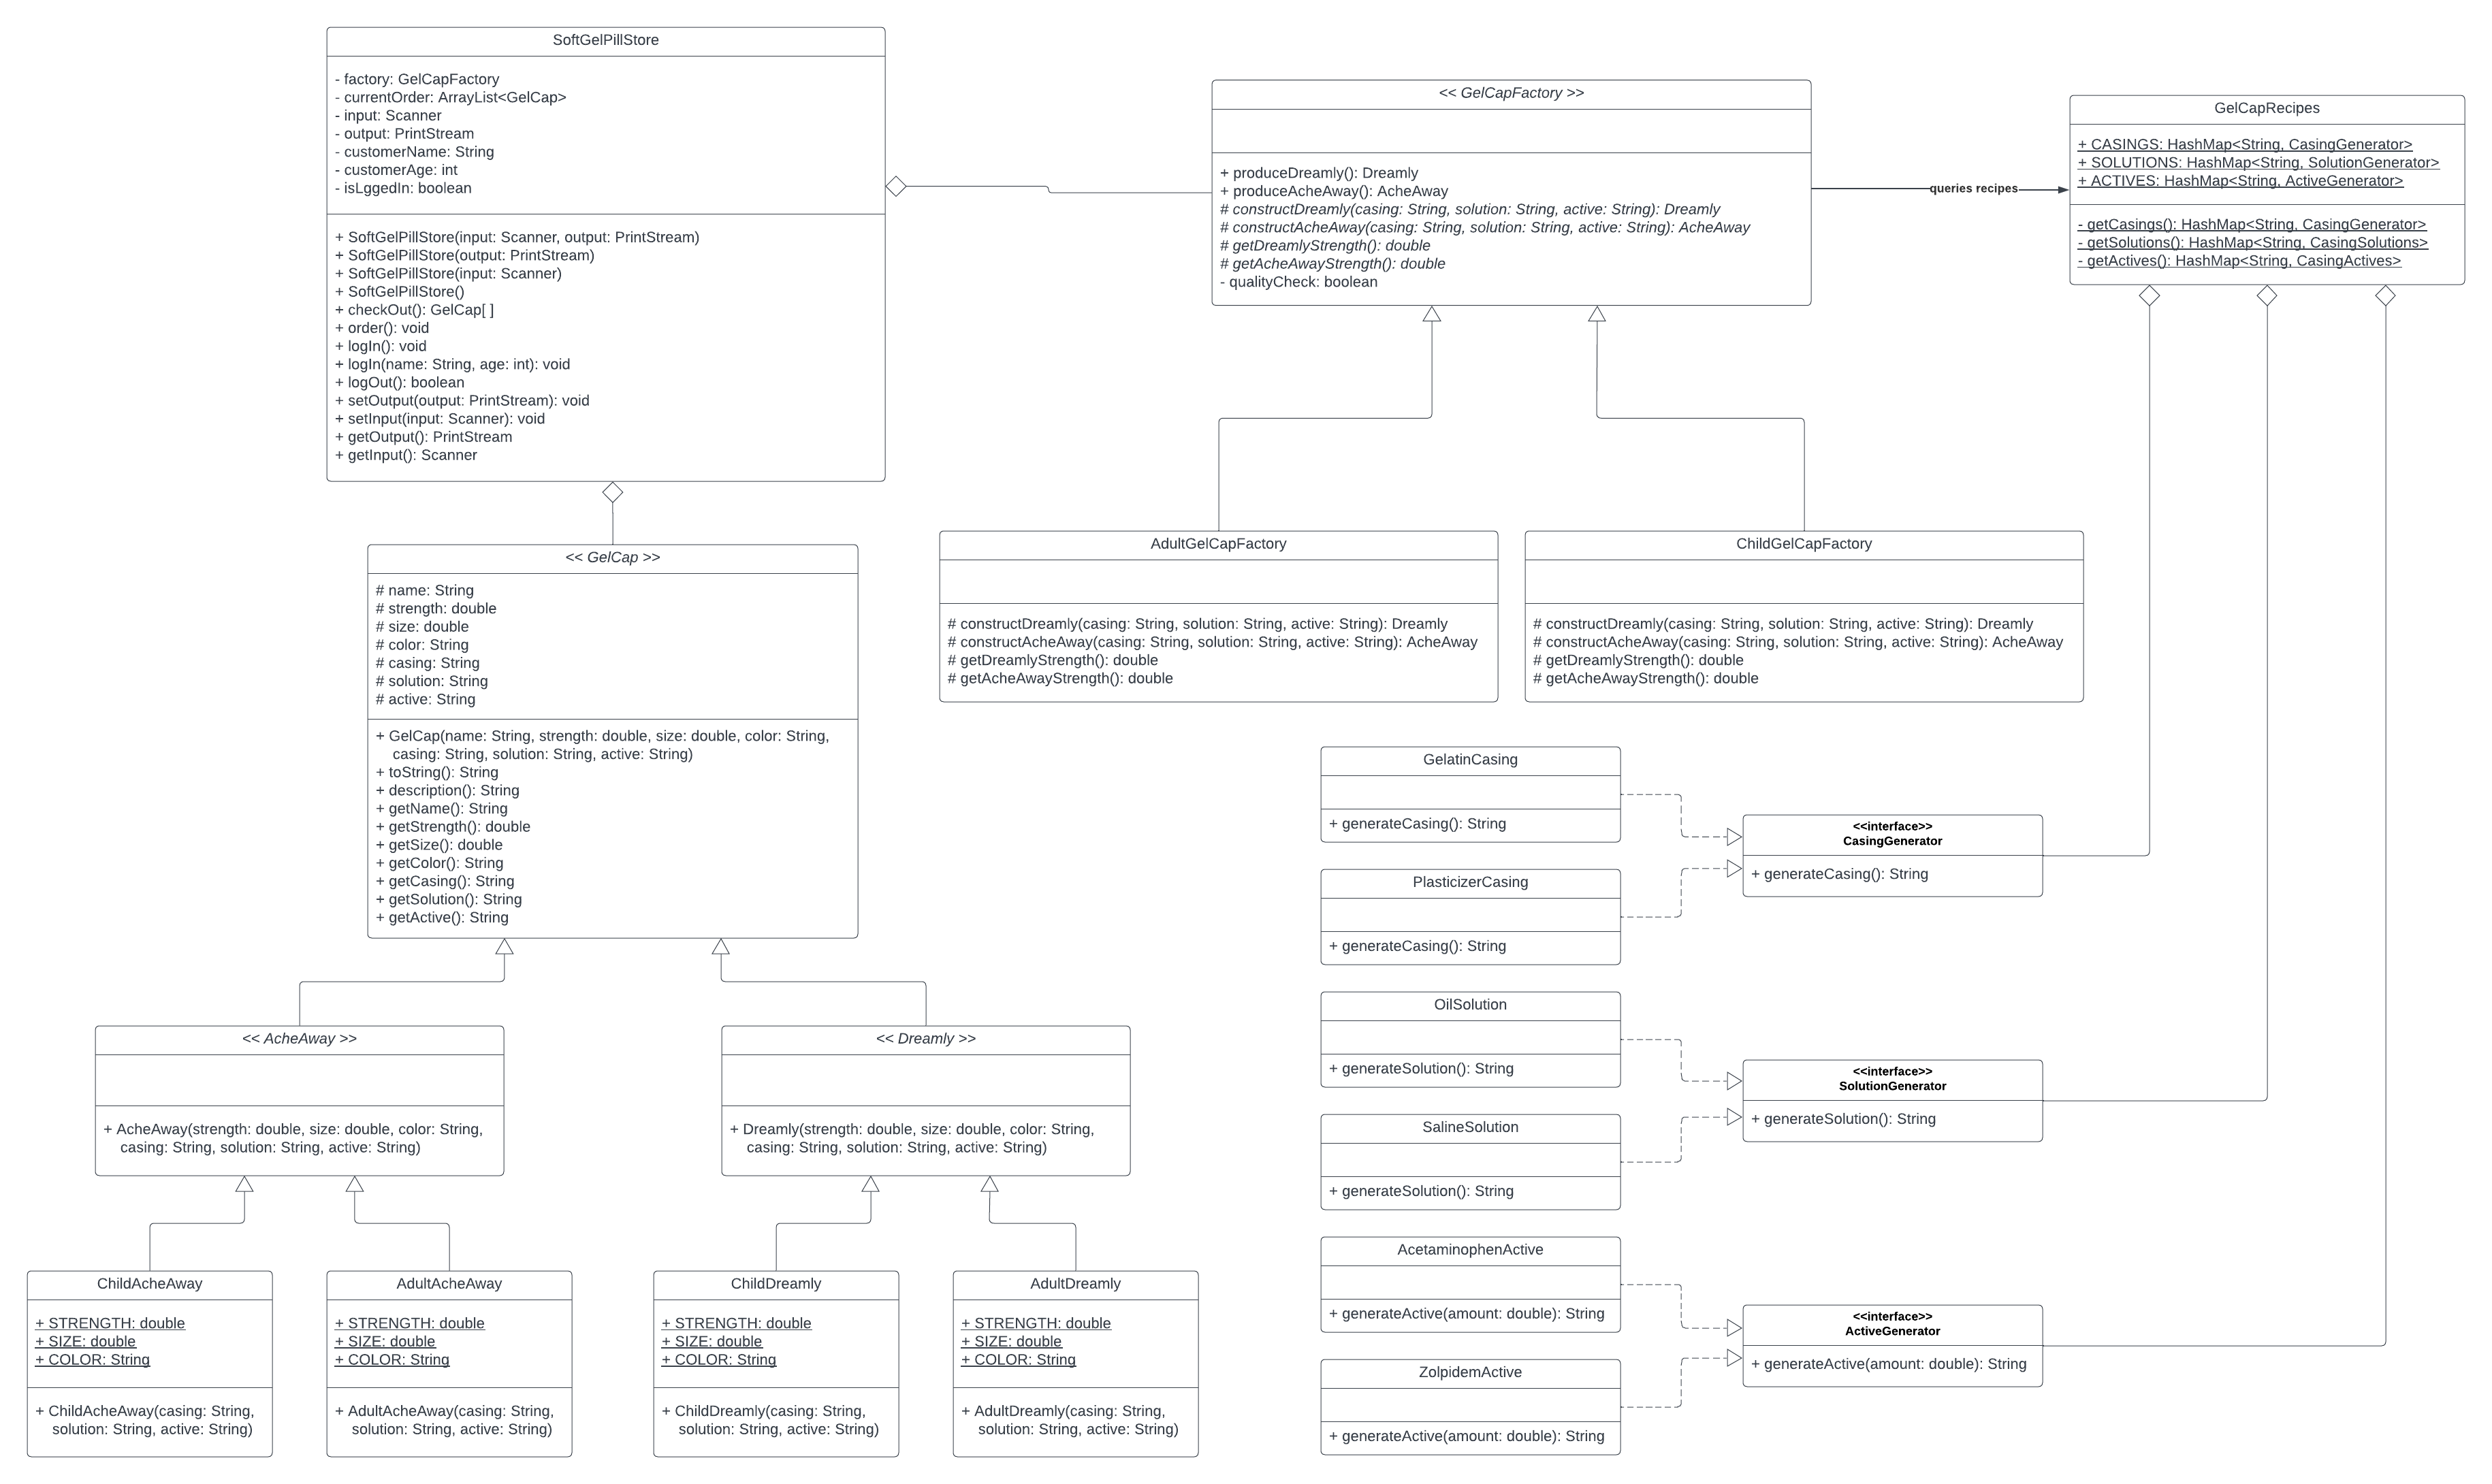 SoftGelPillStore
- factory: GelCapFactory
- currentOrder: ArrayList<GelCap>
- input: Scanner
- output: PrintStream
- customerName: String
- customerAge: int
- isLggedIn: boolean
+ SoftGelPillStore(input: Scanner, output: PrintStream)
+ SoftGelPillStore(output: PrintStream)
+ SoftGelPillStore(input: Scanner)
+ SoftGelPillStore()
+ checkOut(): GelCap[ ]
+ order(): void
+ logIn(): void
+ logIn(name: String, age: int): void
+ logOut(): boolean
+ setOutput(output: PrintStream): void
+ setInput(input: Scanner): void
+ getOutput(): PrintStream
+ getInput(): Scanner
<< GelCapFactory >>
+ produceDreamly(): Dreamly
+ produceAcheAway(): AcheAway
# constructDreamly(casing: String, solution: String, active: String): Dreamly
# constructAcheAway(casing: String, solution: String, active: String): AcheAway
# getDreamlyStrength(): double
# getAcheAwayStrength(): double
- qualityCheck: boolean
queries recipes
GelCapRecipes
+ CASINGS: HashMap<String, CasingGenerator>
+ SOLUTIONS: HashMap<String, SolutionGenerator>
+ ACTIVES: HashMap<String, ActiveGenerator>
- getCasings(): HashMap<String, CasingGenerator>
- getSolutions(): HashMap<String, CasingSolutions>
- getActives(): HashMap<String, CasingActives>
<< GelCap >>
# name: String
# strength: double
# size: double
# color: String
# casing: String
# solution: String
# active: String
+ GelCap(name: String, strength: double, size: double, color: String,
casing: String, solution: String, active: String)
+ toString(): String
+ description(): String
+ getName(): String
+ getStrength(): double
+ getSize(): double
+ getColor(): String
+ getCasing(): String
+ getSolution(): String
+ getActive(): String
AdultGelCapFactory
# constructDreamly(casing: String, solution: String, active: String): Dreamly
# constructAcheAway(casing: String, solution: String, active: String): AcheAway
# getDreamlyStrength(): double
# getAcheAwayStrength(): double
ChildGelCapFactory
# constructDreamly(casing: String, solution: String, active: String): Dreamly
# constructAcheAway(casing: String, solution: String, active: String): AcheAway
# getDreamlyStrength(): double
# getAcheAwayStrength(): double
<< AcheAway >>
+ AcheAway(strength: double, size: double, color: String,
casing: String, solution: String, active: String)
<< Dreamly >>
+ Dreamly(strength: double, size: double, color: String,
casing: String, solution: String, active: String)
ChildAcheAway
+ STRENGTH: double
+ SIZE: double
+ COLOR: String
+ ChildAcheAway(casing: String,
solution: String, active: String)
AdultAcheAway
+ STRENGTH: double
+ SIZE: double
+ COLOR: String
+ AdultAcheAway(casing: String,
solution: String, active: String)
ChildDreamly
+ STRENGTH: double
+ SIZE: double
+ COLOR: String
+ ChildDreamly(casing: String,
solution: String, active: String)
AdultDreamly
+ STRENGTH: double
+ SIZE: double
+ COLOR: String
+ AdultDreamly(casing: String,
solution: String, active: String)
GelatinCasing
+ generateCasing(): String
PlasticizerCasing
+ generateCasing(): String
<<interface>>
CasingGenerator
+ generateCasing(): String
OilSolution
+ generateSolution(): String
SalineSolution
+ generateSolution(): String
<<interface>>
SolutionGenerator
+ generateSolution(): String
AcetaminophenActive
+ generateActive(amount: double): String
ZolpidemActive
+ generateActive(amount: double): String
<<interface>>
ActiveGenerator
+ generateActive(amount: double): String